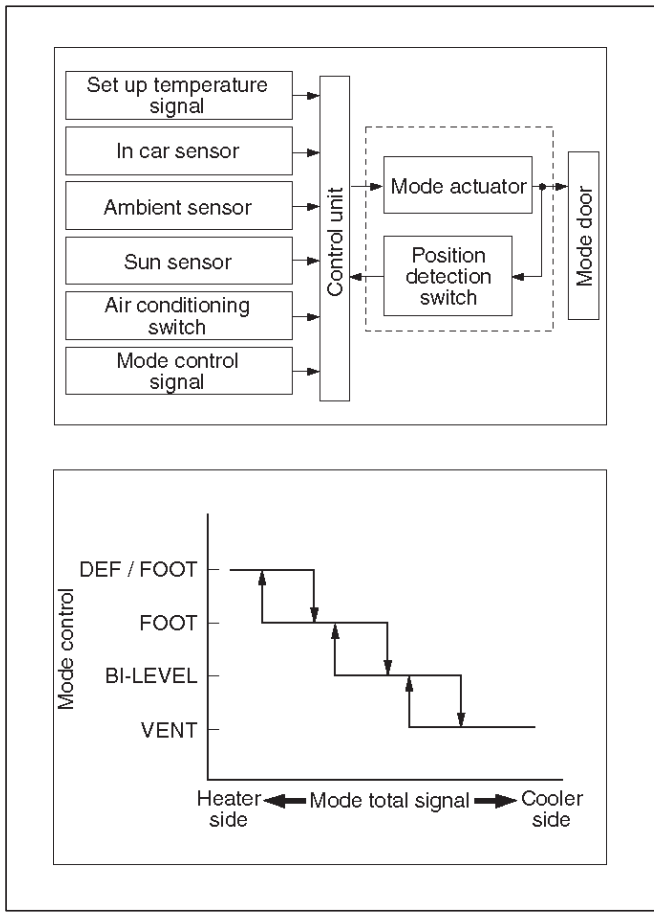 Set up temperature
signal
In car sensor
Ambient sensor
Sun sensor
Air conditioning
switch
Mode control
signal
Control unit
Mode actuator
Position
detection
switch
Mode door
Mode control
DEF / FOOT
FOOT
BI-LEVEL
VENT
Heater
side
Mode total signal
Cooler
side